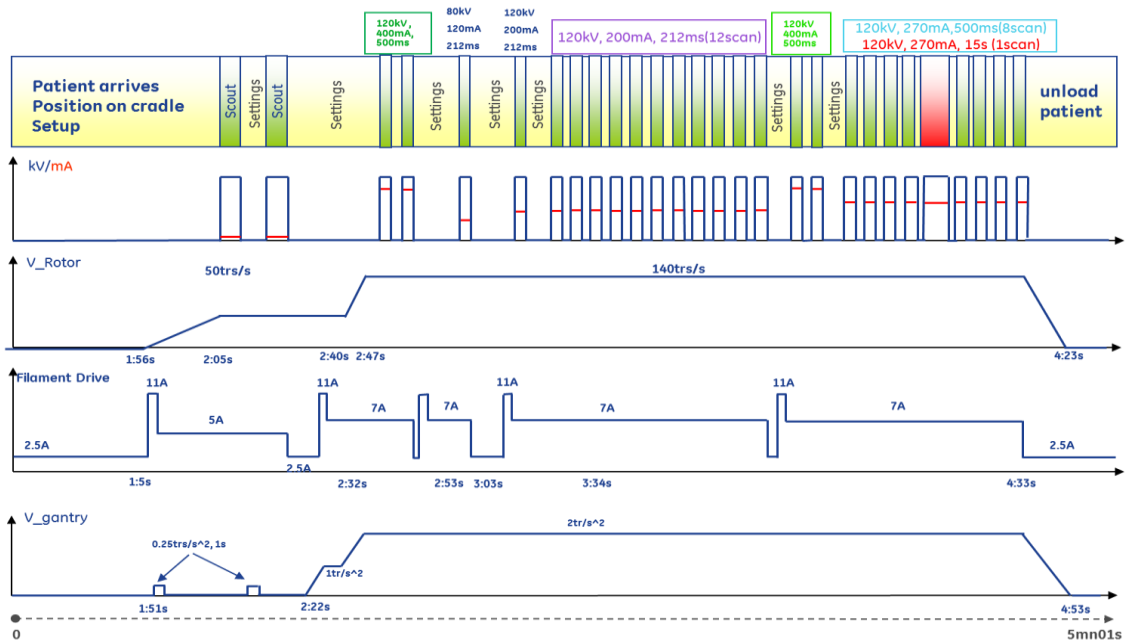 80kV
120kV
120kV,
400mA,
500ms
120mA
200mA
212ms
212ms
120kV, 200mA, 212ms(12scan)
120kV
400mA
500ms
120kV, 270mA,500ms(8scan)
120kV, 270mA, 15s (1scan)
Patient arrives
Position on cradle
Setup
Scout
Settings
Scout
Settings
Settings
Settings
Settings
Settings
Settings
unload
patient
kV/mA
V_Rotor
50trs/s
140trs/s
1:56s
2:05s
2:40s
2:47s
4:23s
Filament Drive
11A
11A
11A
11A
2.5A
5A
2.5A
7A
7A
7A
7A
2.5A
1:5s
2:32s
2:53s
3:03s
3:34s
4:33s
V_gantry
0.25trs/s^2, 1s
1tr/s^2
2tr/s^2
1:51s
2:22s
4:53s
0
5mn01s